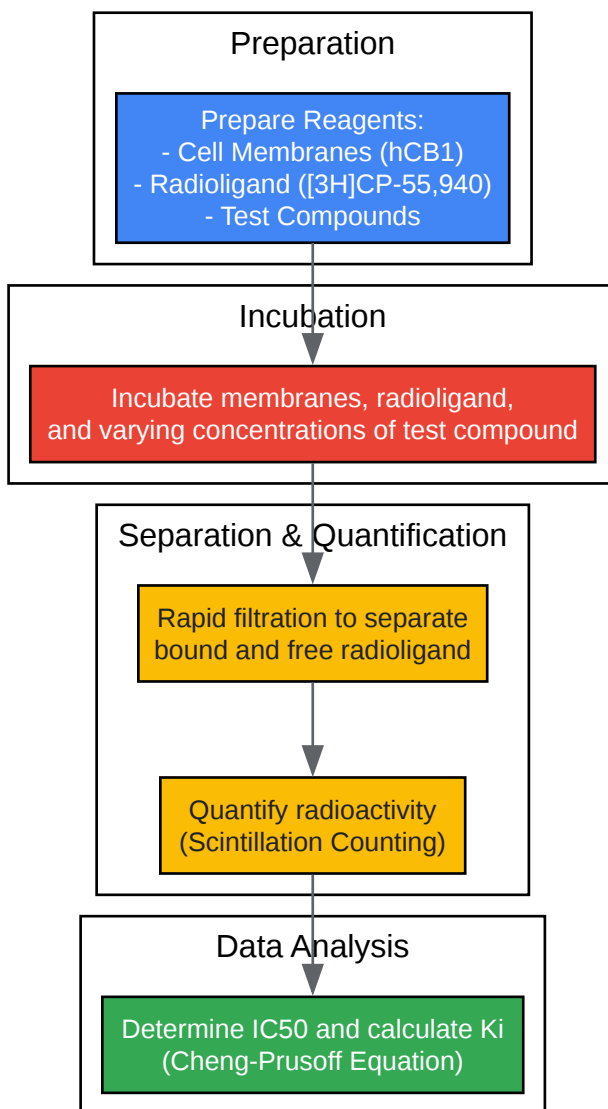 Preparation
Prepare Reagents:
- Cell Membranes (hCB1)
- Radioligand ([3H]CP-55,940)
- Test Compounds
Incubation
Incubate membranes, radioligand,
and varying concentrations of test compound
Separation & Quantification
Rapid filtration to separate
bound and free radioligand
Quantify radioactivity
(Scintillation Counting)
Data Analysis
Determine IC50 and calculate Ki
(Cheng-Prusoff Equation)